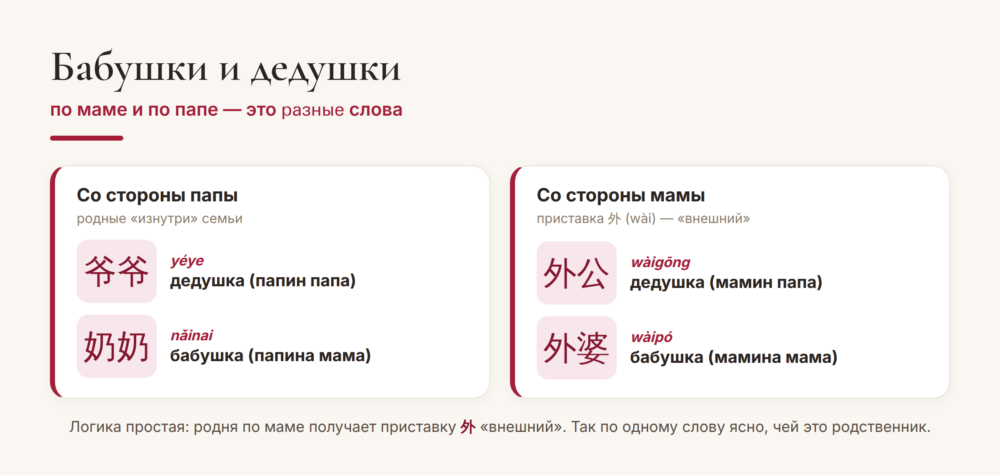 Бабушки и дедушки
по маме и по папе — это разные слова
Со стороны папы
родные «изнутри» семьи
爷爷
yéye
дедушка (папин папа)
奶奶
nǎinai
бабушка (папина мама)
Со стороны мамы
приставка 外 (wài) — «внешний»
外公
wàigōng
дедушка (мамин папа)
外婆
wàipó
бабушка (мамина мама)
Логика простая: родня по маме получает приставку 外 «внешний». Так по одному слову ясно, чей это родственник.